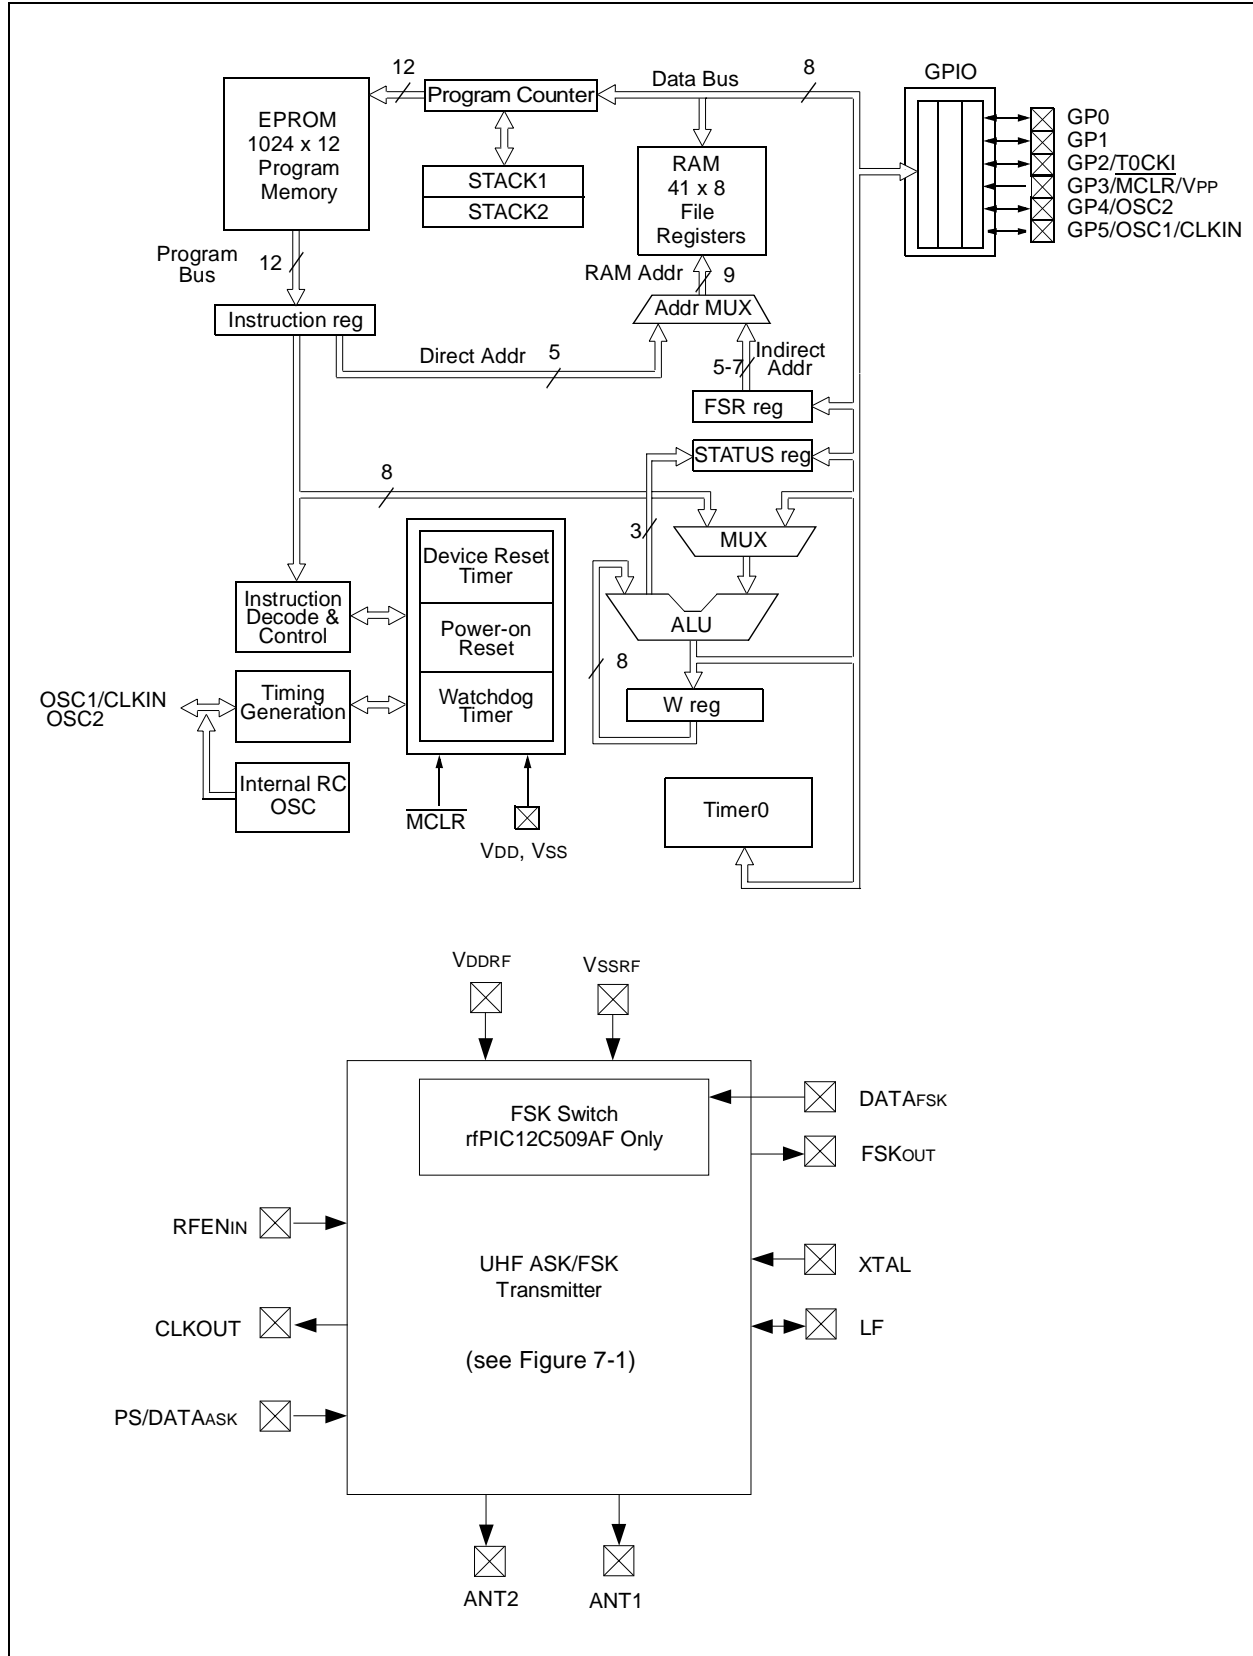 12
Data Bus
8
GPIO
EPROM
1024 x 12
Program
Memory
Program Counter
STACK1
STACK2
RAM
41 x 8
File
Registers
GP0
GP1
GP2/T0CKI
GP3/MCLR/VPP
GP4/OSC2
GP5/OSC1/CLKIN
Program
Bus
12
RAM Addr
9
Addr MUX
Instruction reg
Direct Addr
5
5-7
Indirect
Addr
FSR reg
STATUS reg
8
3
MUX
Device Reset
Timer
Power-on
Reset
Watchdog
Timer
Instruction
Decode &
Control
ALU
8
W reg
OSC1/CLKIN
OSC2
Timing
Generation
Internal RC
OSC
MCLR
VDD, VSS
Timer0
VDDRF
VSSRF
FSK Switch
rfPIC12C509AF Only
DATAFSK
FSKOUT
RFENIN
UHF ASK/FSK
Transmitter
XTAL
CLKOUT
LF
(see Figure 7-1)
PS/DATAASK
ANT2
ANT1